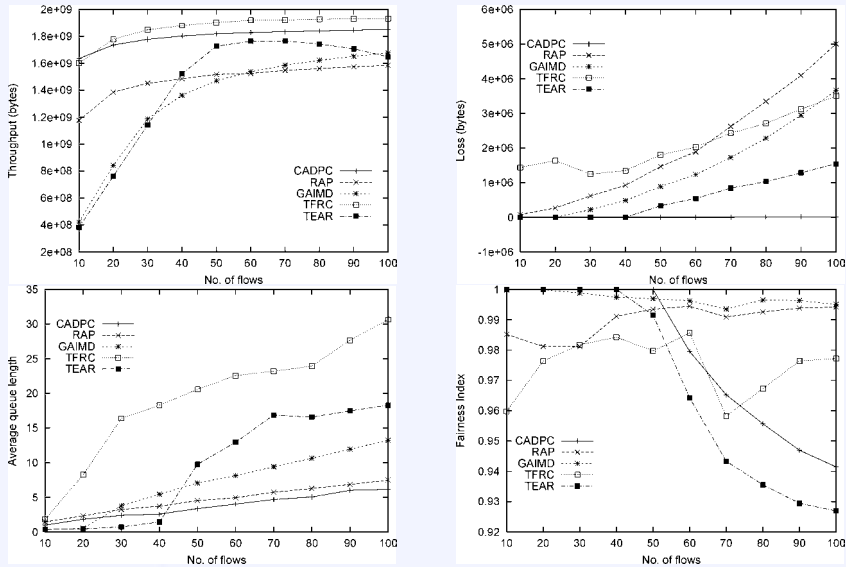 2e+09
1.8e+09
1.6e+09
1.4e+09
1.2e+09
1e+09
8e+08
6e+08
4e+08
2e+08
Throughput (bytes)
CADPC
RAP
GAIMD
TFRC
TEAR
10 20 30 40 50 60 70 80 90 100
No. of flows
6e+06
5e+06
4e+06
3e+06
2e+06
1e+06
0
-1e+06
Loss (bytes)
CADPC
RAP
GAIMD
TFRC
TEAR
10 20 30 40 50 60 70 80 90 100
No. of flows
35
30
25
20
15
10
5
0
Average queue length
CADPC
RAP
GAIMD
TFRC
TEAR
10 20 30 40 50 60 70 80 90 100
No. of flows
1
0.99
0.98
0.97
0.96
0.95
0.94
0.93
0.92
Fairness Index
CADPC
RAP
GAIMD
TFRC
TEAR
10 20 30 40 50 60 70 80 90 100
No. of flows